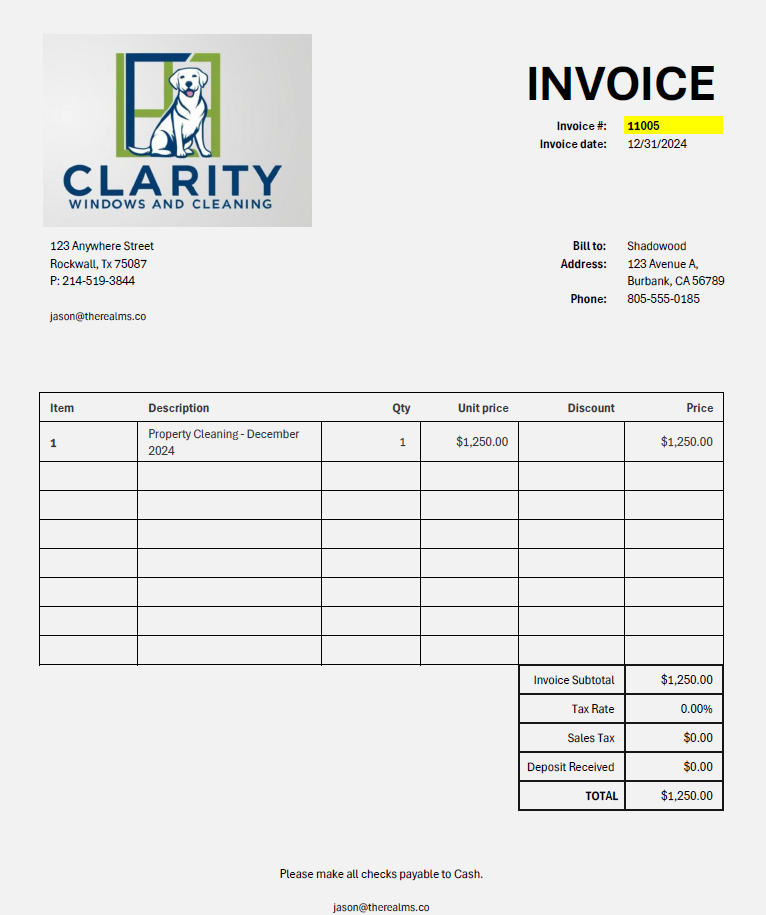 CLARITY
WINDOWS AND CLEANING
INVOICE
Invoice #: 11005
Invoice date: 12/31/2024
123 Anywhere Street
Rockwall, Tx 75087
P: 214-519-3844
jason@therealms.co
Bill to: Shadowood
Address: 123 Avenue A,
Burbank, CA 56789
Phone: 805-555-0185
Item Description Qty Unit price Discount Price
1 Property Cleaning - December 1 $1,250.00 $1,250.00
2024
Invoice Subtotal $1,250.00
Tax Rate 0.00%
Sales Tax $0.00
Deposit Received $0.00
TOTAL $1,250.00
Please make all checks payable to Cash.
jason@therealms.co